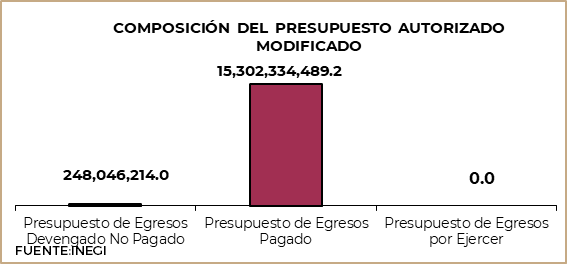 COMPOSICIÓN DEL PRESUPUESTO AUTORIZADO
MODIFICADO
15,302,334,489.2
248,046,214.0
0.0
Presupuesto de Egresos
Devengado No Pagado
Presupuesto de Egresos
Pagado
Presupuesto de Egresos
por Ejercer
FUENTE:INEGI